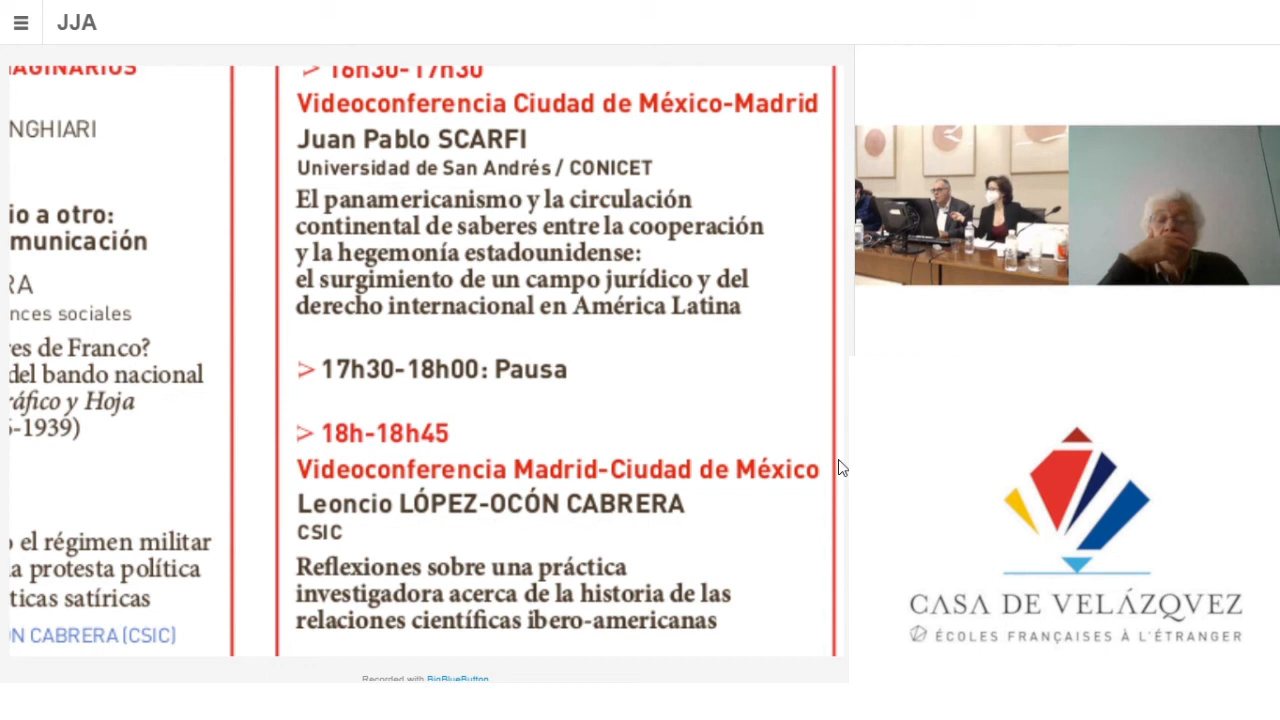 JJA
IMAGINARIOS
NGHIARI
io a otro:
municación
RA
nces sociales
res de Franco?
del bando nacional
ráfico y Hoja
-1939)
el régimen militar
a protesta política
ticas satíricas
ÓN CABRERA (CSIC)
> 16h30-17h30
Videoconferencia Ciudad de México-Madrid
Juan Pablo SCARFI
Universidad de San Andrés / CONICET
El panamericanismo y la circulación
continental de saberes entre la cooperación
y la hegemonía estadounidense:
el surgimiento de un campo jurídico y del
derecho internacional en América Latina
> 17h30-18h00: Pausa
> 18h-18h45
Videoconferencia Madrid-Ciudad de México
Leoncio LÓPEZ-OCÓN CABRERA
CSIC
Reflexiones sobre una práctica
investigadora acerca de la historia de las
relaciones científicas ibero-americanas
Recorded with BigBlueButton
CASA DE VELÁZQVEZ
ÉCOLES FRANÇAISES À L'ÉTRANGER